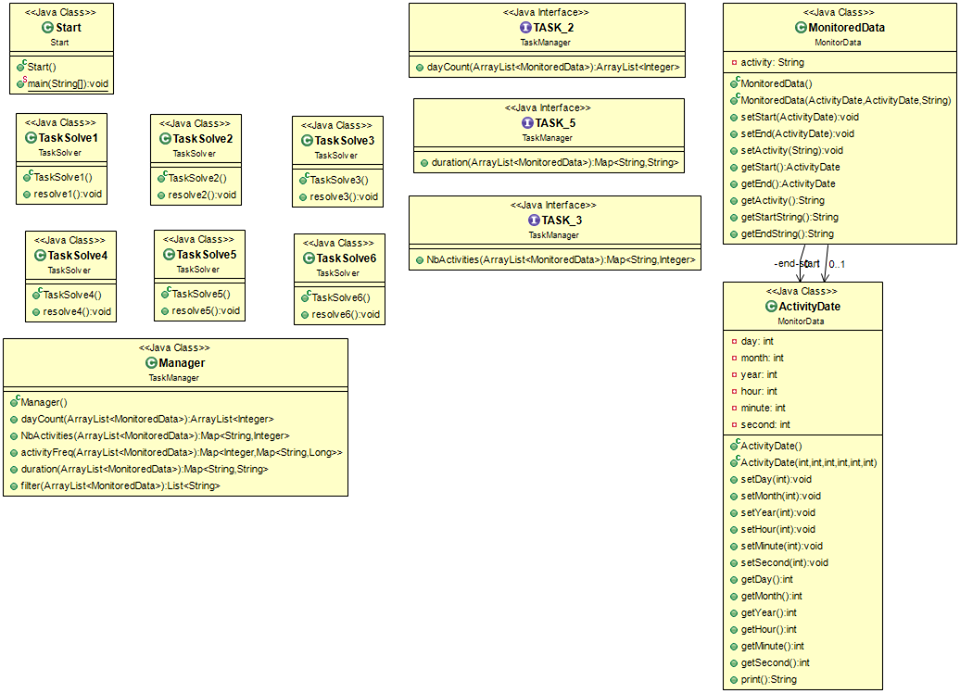 <<Java Class>>
Start
Start
Start()
main(String[]):void
<<Java Class>>
TaskSolve1
TaskSolver
TaskSolve1()
resolve1():void
<<Java Class>>
TaskSolve2
TaskSolver
TaskSolve2()
resolve2():void
<<Java Class>>
TaskSolve3
TaskSolver
TaskSolve3()
resolve3():void
<<Java Class>>
TaskSolve4
TaskSolver
TaskSolve4()
resolve4():void
<<Java Class>>
TaskSolve5
TaskSolver
TaskSolve5()
resolve5():void
<<Java Class>>
TaskSolve6
TaskSolver
TaskSolve6()
resolve6():void
<<Java Class>>
Manager
TaskManager
Manager()
dayCount(ArrayList<MonitoredData>):ArrayList<Integer>
NbActivities(ArrayList<MonitoredData>):Map<String,Integer>
activityFreq(ArrayList<MonitoredData>):Map<Integer,Map<String,Long>>
duration(ArrayList<MonitoredData>):Map<String,String>
filter(ArrayList<MonitoredData>):List<String>
<<Java Interface>>
TASK_2
TaskManager
dayCount(ArrayList<MonitoredData>):ArrayList<Integer>
<<Java Interface>>
TASK_5
TaskManager
duration(ArrayList<MonitoredData>):Map<String,String>
<<Java Interface>>
TASK_3
TaskManager
NbActivities(ArrayList<MonitoredData>):Map<String,Integer>
<<Java Class>>
MonitoredData
MonitorData
activity: String
MonitoredData()
MonitoredData(ActivityDate,ActivityDate,String)
setStart(ActivityDate):void
setEnd(ActivityDate):void
setActivity(String):void
getStart():ActivityDate
getEnd():ActivityDate
getActivity():String
getStartString():String
getEndString():String
-end
-start
0..1
<<Java Class>>
ActivityDate
MonitorData
day: int
month: int
year: int
hour: int
minute: int
second: int
ActivityDate()
ActivityDate(int,int,int,int,int,int)
setDay(int):void
setMonth(int):void
setYear(int):void
setHour(int):void
setMinute(int):void
setSecond(int):void
getDay():int
getMonth():int
getYear():int
getHour():int
getMinute():int
getSecond():int
print():String